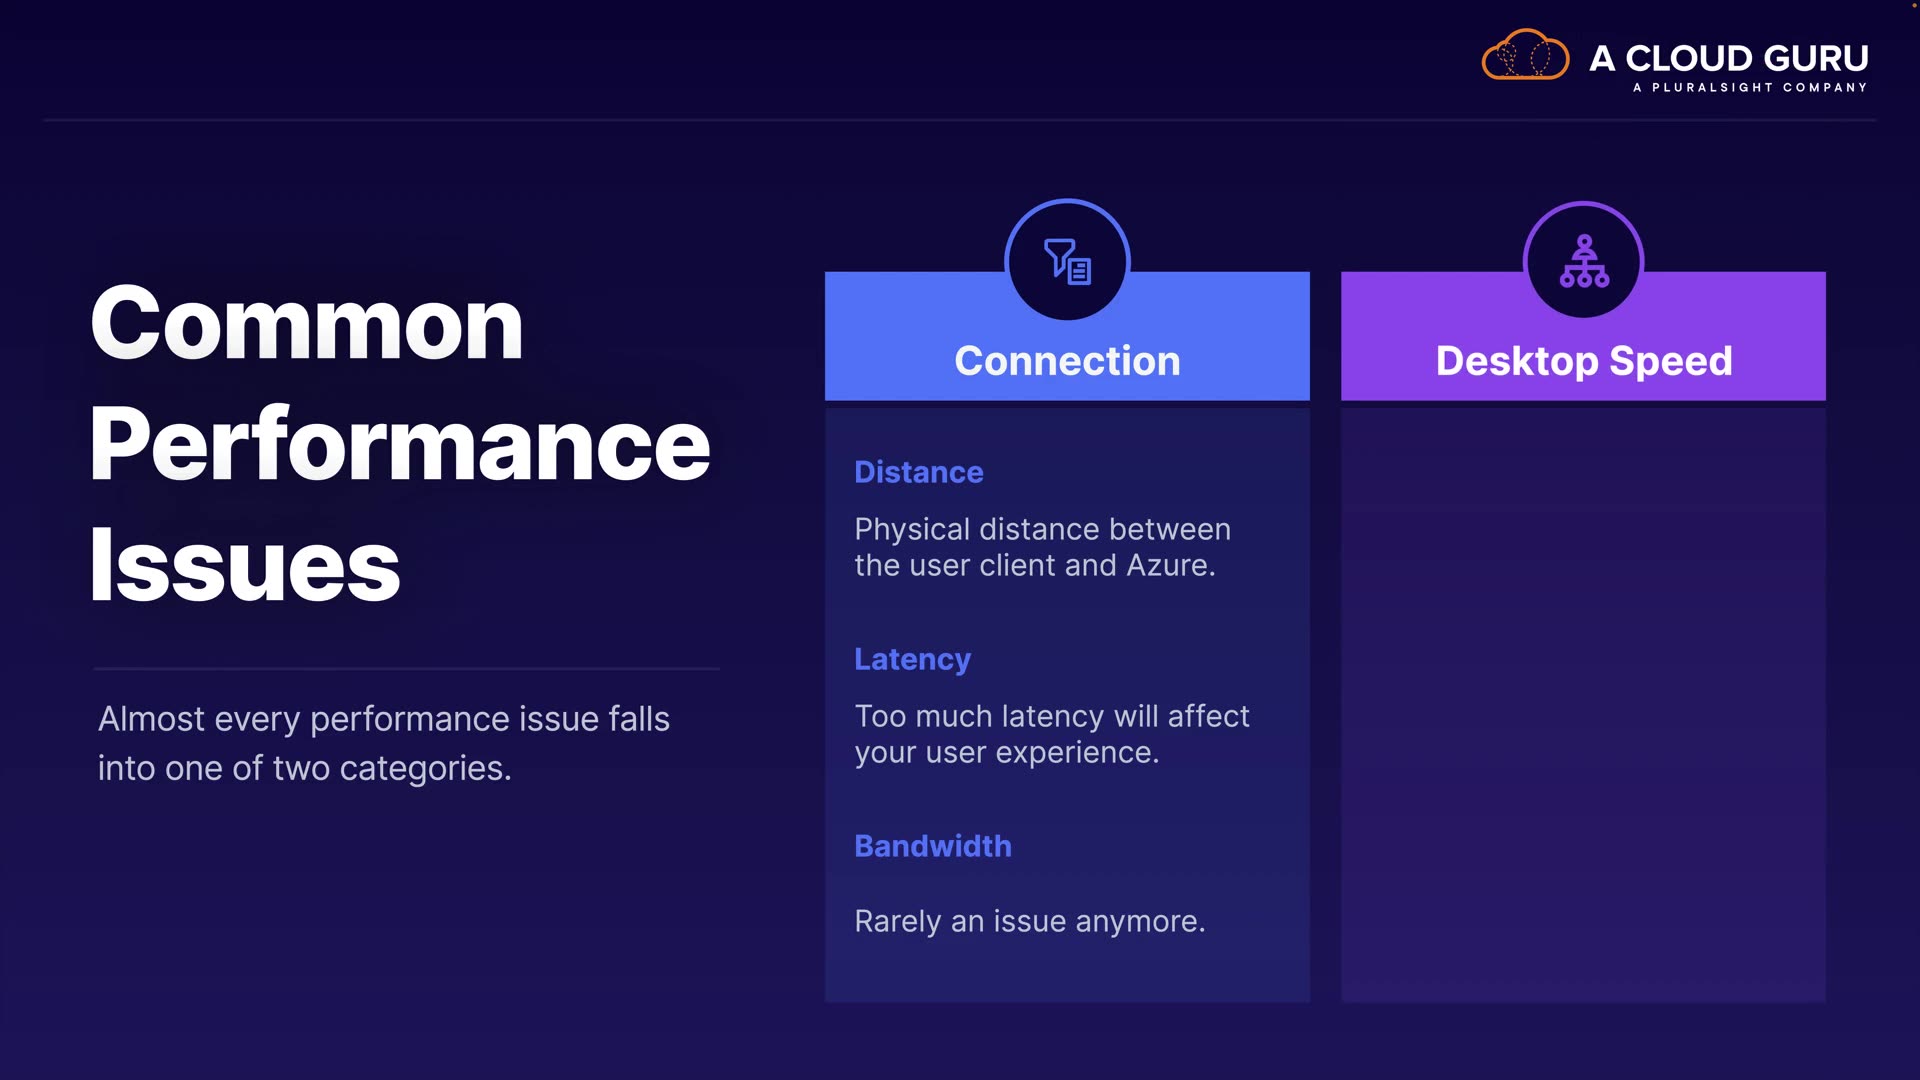 A CLOUD GURU
A PLURALSIGHT COMPANY
Common
Performance
Issues
Almost every performance issue falls
into one of two categories.
Connection
Distance
Physical distance between
the user client and Azure.
Latency
Too much latency will affect
your user experience.
Bandwidth
Rarely an issue anymore.
Desktop Speed